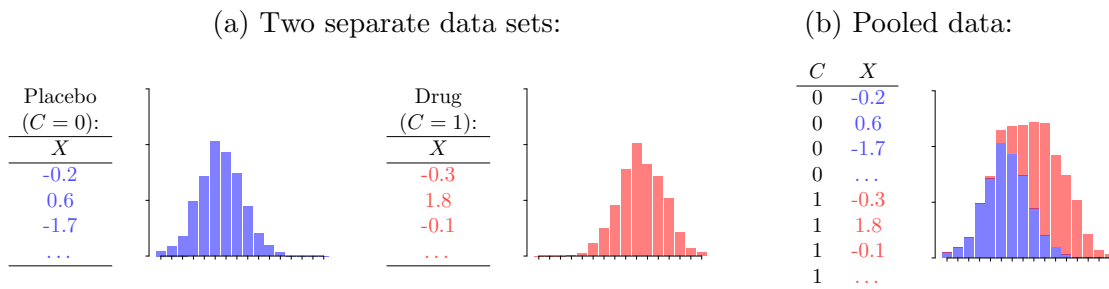 (a) Two separate data sets:
Placebo
(C = 0):
X
-0.2
0.6
-1.7
...
Drug
(C = 1):
X
-0.3
1.8
-0.1
...
(b) Pooled data:
C X
0 -0.2
0 0.6
0 -1.7
0 ...
1 -0.3
1 1.8
1 -0.1
1 ...